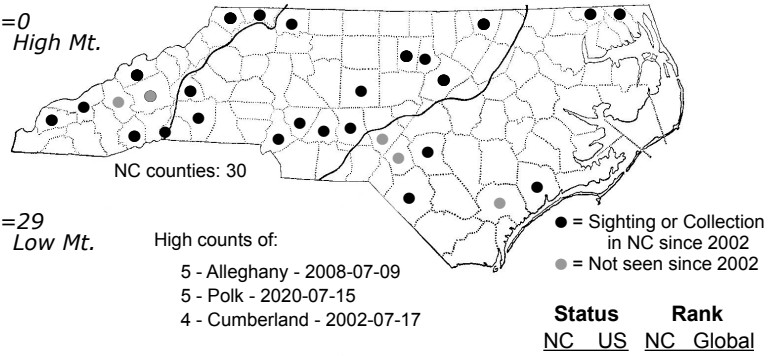 =0
High Mt.
NC counties: 30
=29
Low Mt.
High counts of:
5 - Alleghany - 2008-07-09
5 - Polk - 2020-07-15
4 - Cumberland - 2002-07-17
= Sighting or Collection
in NC since 2002
= Not seen since 2002
Status Rank
NC US NC Global